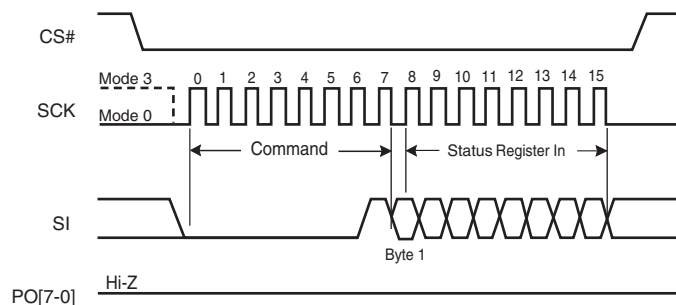 CS#
Mode 3
0 1 2 3 4 5 6 7 8 9 10 11 12 13 14 15
SCK
Mode 0
Command
Status Register In
SI
Byte 1
Hi-Z
PO[7-0]